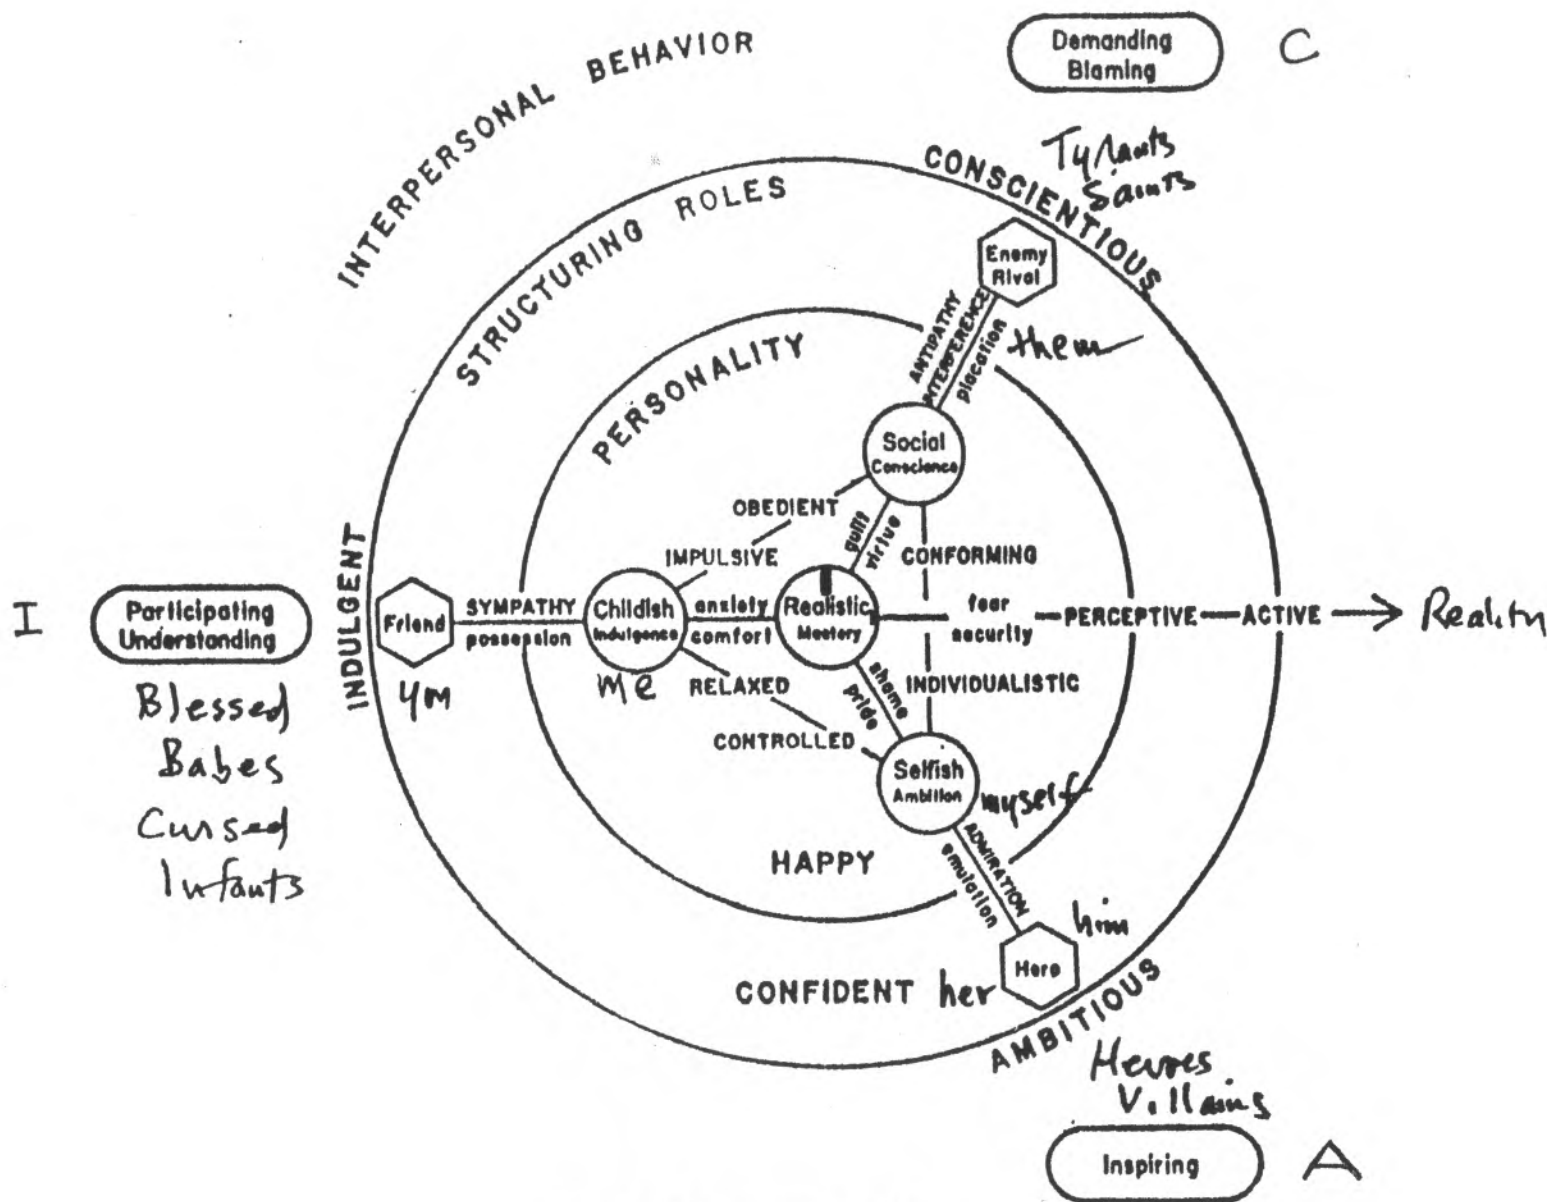 INTERPERSONAL BEHAVIOR
Demanding
Blaming
C
Tyrants
Saints
STRUCTURING ROLES
CONSCIENTIOUS
Enemy
Rival
ANTIPATHY
INTERFERENCE
placation
them
PERSONALITY
Social
Conscience
OBEDIENT
guilt
virtue
IMPULSIVE
CONFORMING
I
Participating
Understanding
INDULGENT
Friend
SYMPATHY
possession
Childish
Indulgence
anxiety
comfort
Realistic
Mastery
fear
security
PERCEPTIVE
ACTIVE
Reality
me
RELAXED
shame
pride
INDIVIDUALISTIC
Blessed
Babes
Cursed
Infants
CONTROLLED
Selfish
Ambition
myself
ADMIRATION
emulation
HAPPY
him
Hero
CONFIDENT
her
AMBITIOUS
Heroes
Villains
Inspiring
A